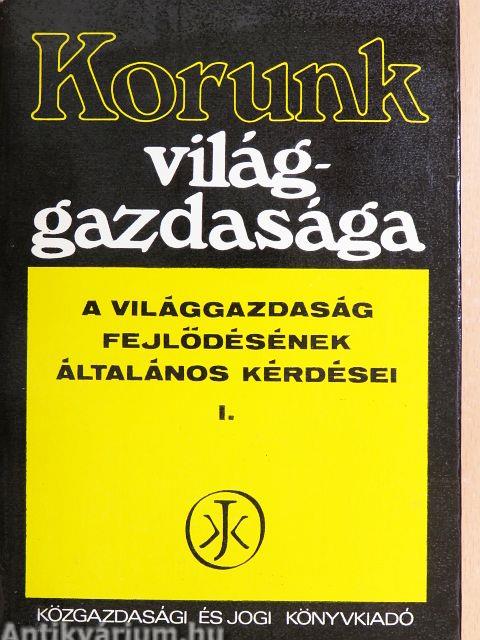 Korunk
világ-
gazdasága
A VILÁGGAZDASÁG
FEJLŐDÉSÉNEK
ÁLTALÁNOS KÉRDÉSEI
I.
KJK
KÖZGAZDASÁGI ÉS JOGI KÖNYVKIADÓ
Antikvarium.hu